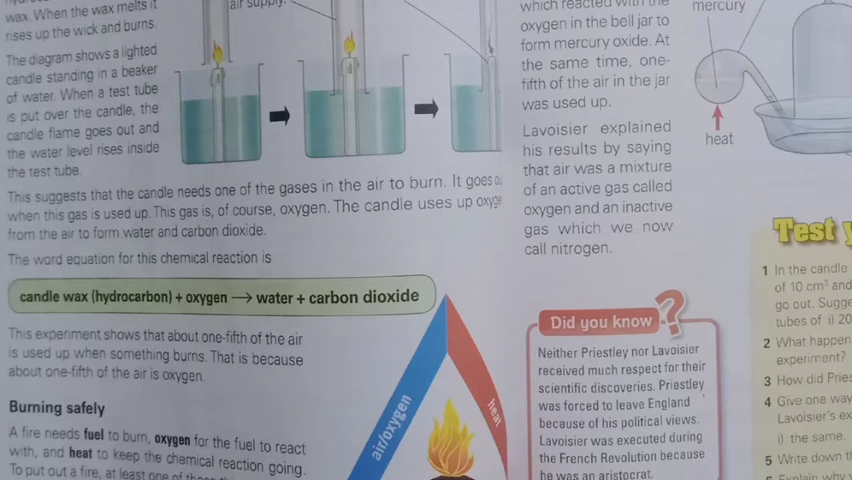 wax. When the wax melts it
rises up the wick and burns.
The diagram shows a lighted
candle standing in a beaker
of water. When a test tube
is put over the candle, the
candle flame goes out and
the water level rises inside
the test tube.
air supply.
This suggests that the candle needs one of the gases in the air to burn. It goes
when this gas is used up. This gas is, of course, oxygen. The candle uses up
from the air to form water and carbon dioxide.
The word equation for this chemical reaction is
candle wax (hydrocarbon) + oxygen → water + carbon dioxide
This experiment shows that about one-fifth of the air
is used up when something burns. That is because
about one-fifth of the air is oxygen.
Burning safely
A fire needs fuel to burn, oxygen for the fuel to react
with, and heat to keep the chemical reaction going.
To put out a fire, at least one of
air/oxygen
heat
which reacted with the
oxygen in the bell jar to
form mercury oxide. At
the same time, one-
fifth of the air in the jar
was used up.
Lavoisier explained
his results by saying
that air was a mixture
of an active gas called
oxygen and an inactive
gas which we now
call nitrogen.
mercury
heat
Did you know ?
Neither Priestley nor Lavoisier
received much respect for their
scientific discoveries. Priestley
was forced to leave England
because of his political views.
Lavoisier was executed during
the French Revolution because
he was an aristocrat.
Test
1 In the candle
of 10 cm³ and
go out.
tubes of i) 20
2 What
experiment?
3 How did
4 Give one way
Lavoisier's
i) the same.
5 Write down
6 Explain why